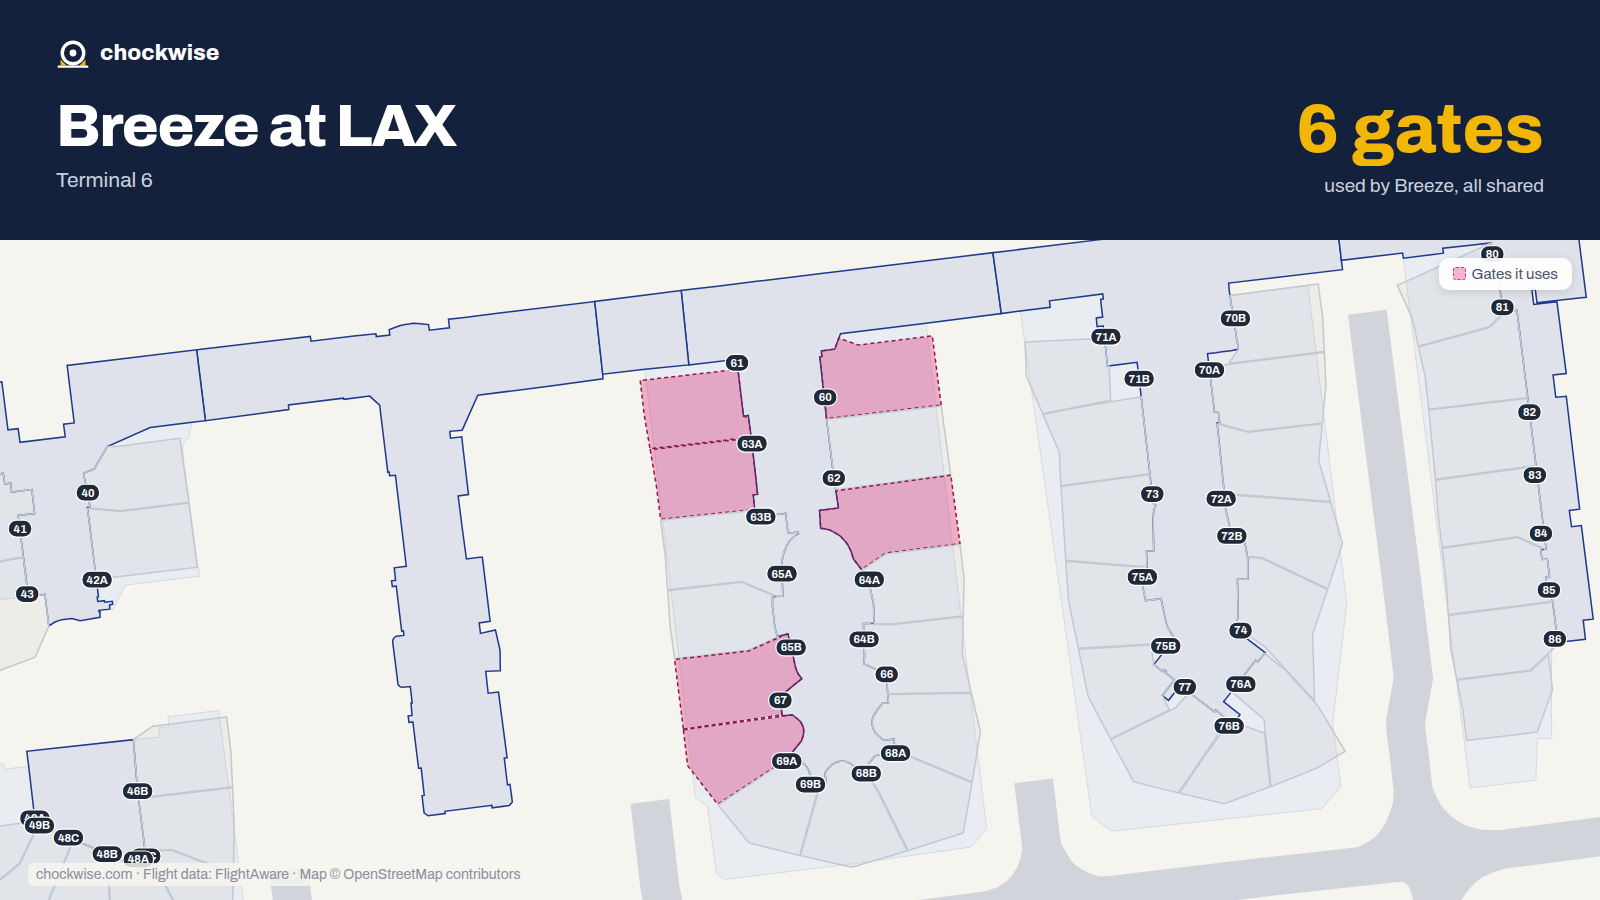 chockwise
Breeze at LAX
Terminal 6
6 gates
used by Breeze, all shared
80
Gates it uses
81
70B
71A
61
70A
71B
60
82
63A
62
83
40
73
72A
63B
41
84
72B
65A
75A
42A
64A
85
43
74
64B
86
65B
75B
66
76A
77
67
76B
68A
69A
68B
69B
46B
49B
48C
48B
48A
chockwise.com · Flight data: FlightAware · Map © OpenStreetMap contributors